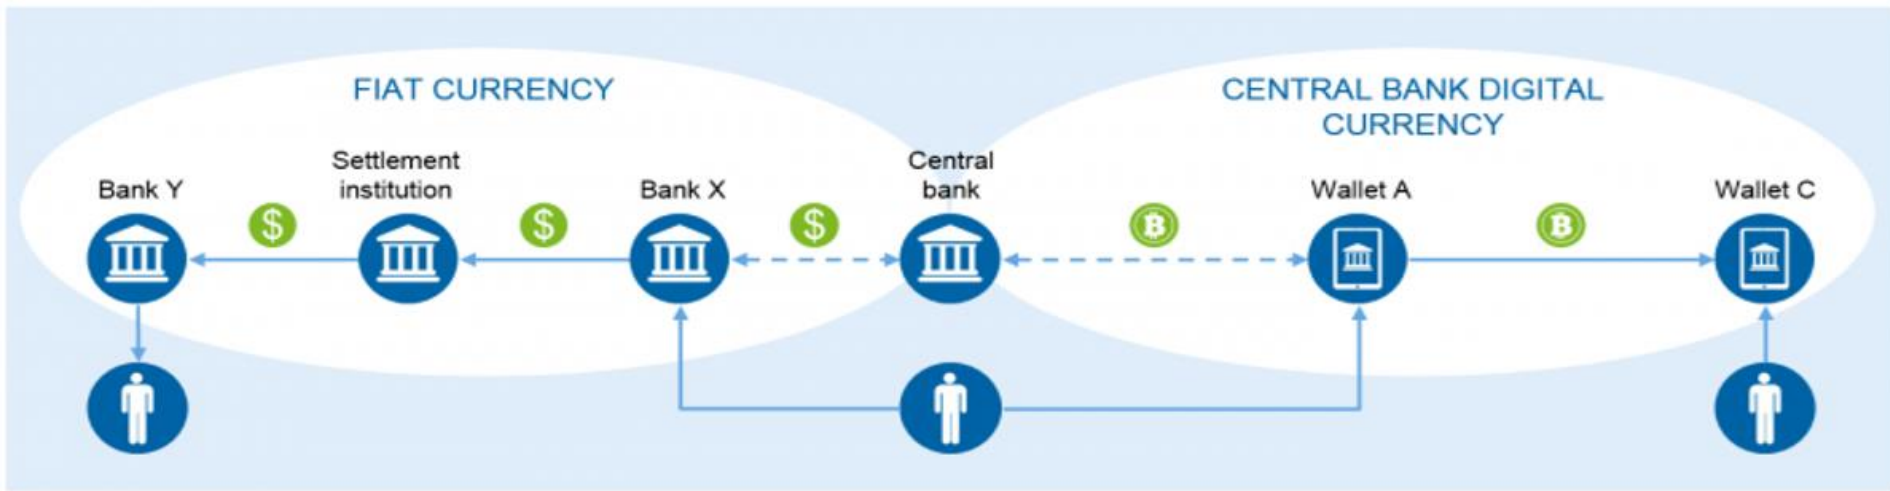 FIAT CURRENCY
CENTRAL BANK DIGITAL
CURRENCY
Bank Y
Settlement
institution
Bank X
Central
bank
Wallet A
Wallet C
$
$
$
₿
₿